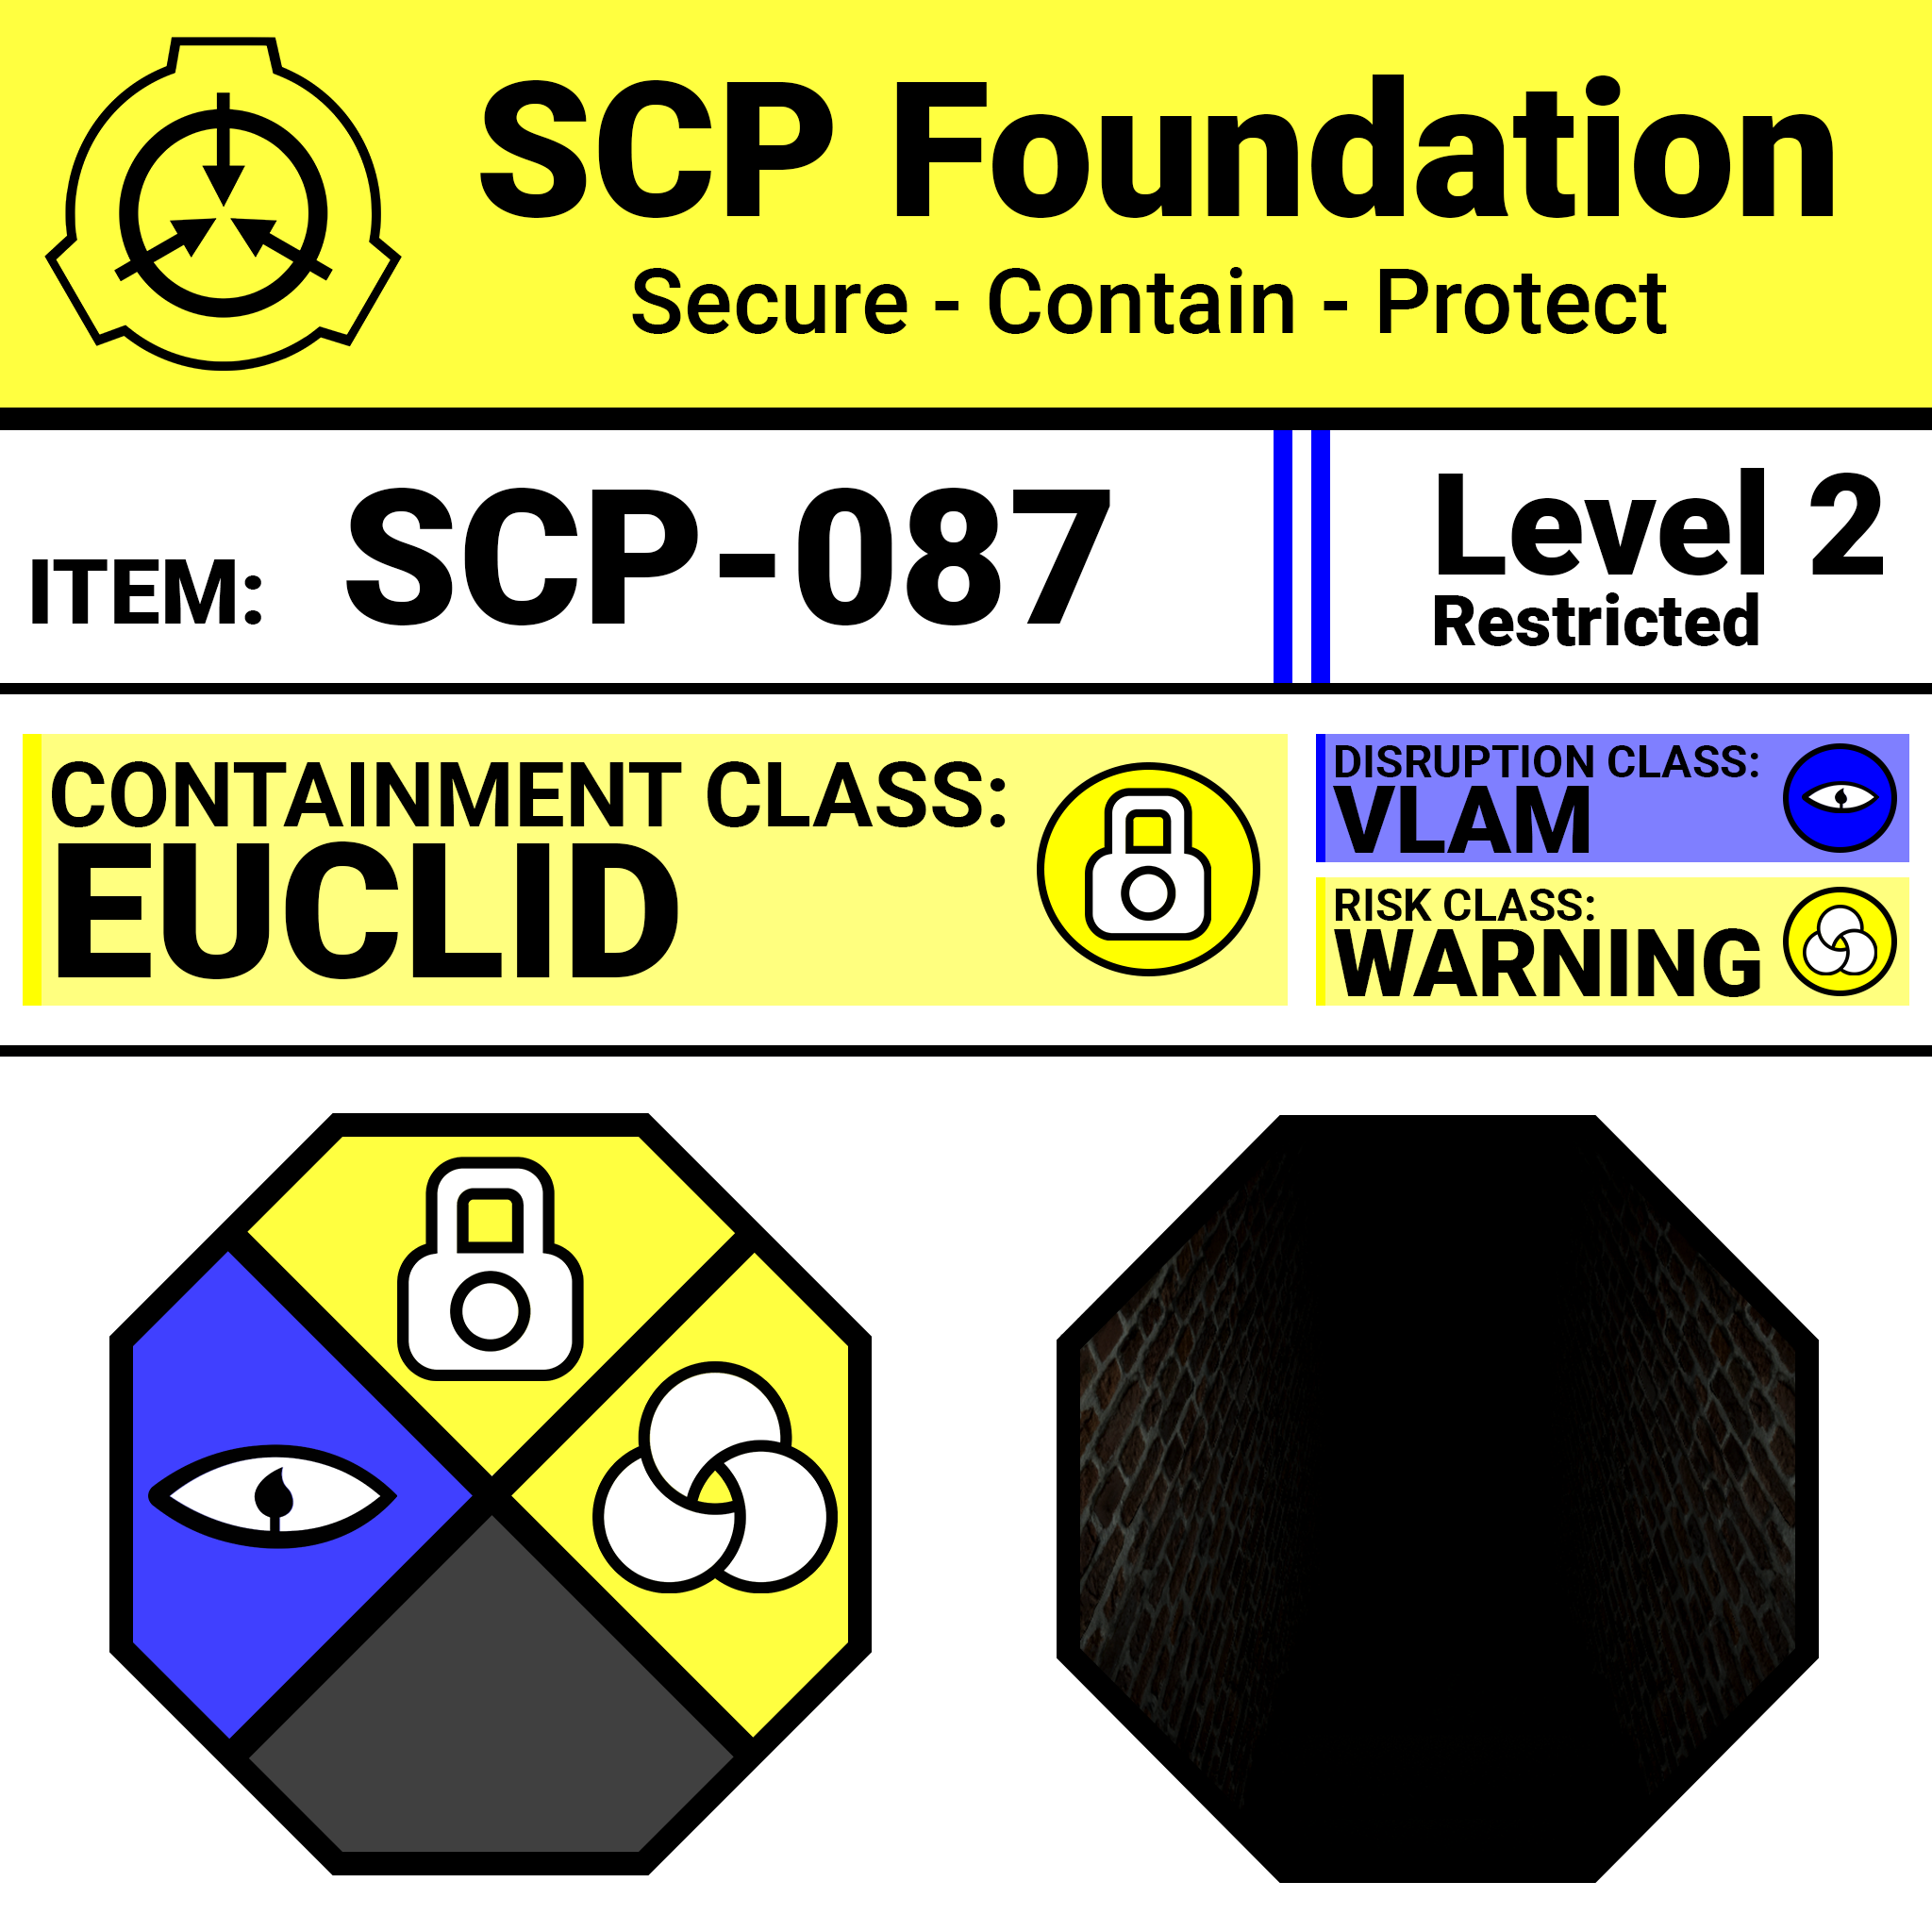 SCP Foundation
Secure - Contain - Protect
ITEM: SCP-087
Level 2
Restricted
CONTAINMENT CLASS:
EUCLID
DISRUPTION CLASS:
VLAM
RISK CLASS:
WARNING